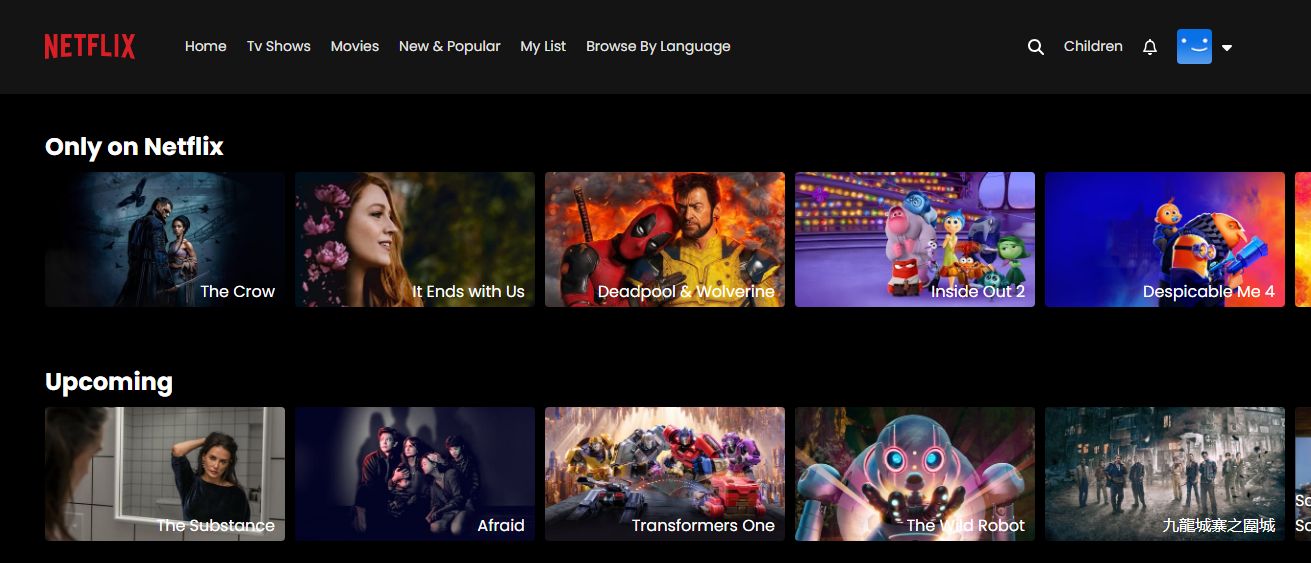 NETFLIX Home Tv Shows Movies New & Popular My List Browse By Language Children
Only on Netflix
The Crow It Ends with Us Deadpool & Wolverine Inside Out 2 Despicable Me 4
Upcoming
The Substance Afraid Transformers One The Wild Robot 九龍城寨之圍城